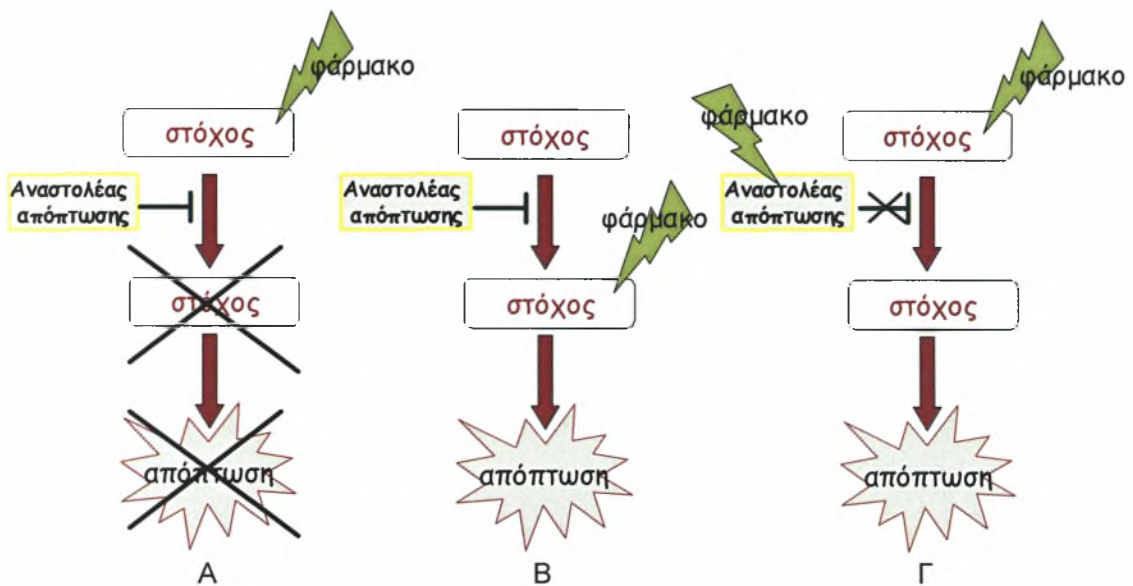 φάρμακο
στόχος
Αναστολέας
απόπτωσης
στόχος
απόπτωση
Α
στόχος
Αναστολέας
απόπτωσης
φάρμακο
στόχος
απόπτωση
Β
φάρμακο
φάρμακο
στόχος
Αναστολέας
απόπτωσης
στόχος
απόπτωση
Γ